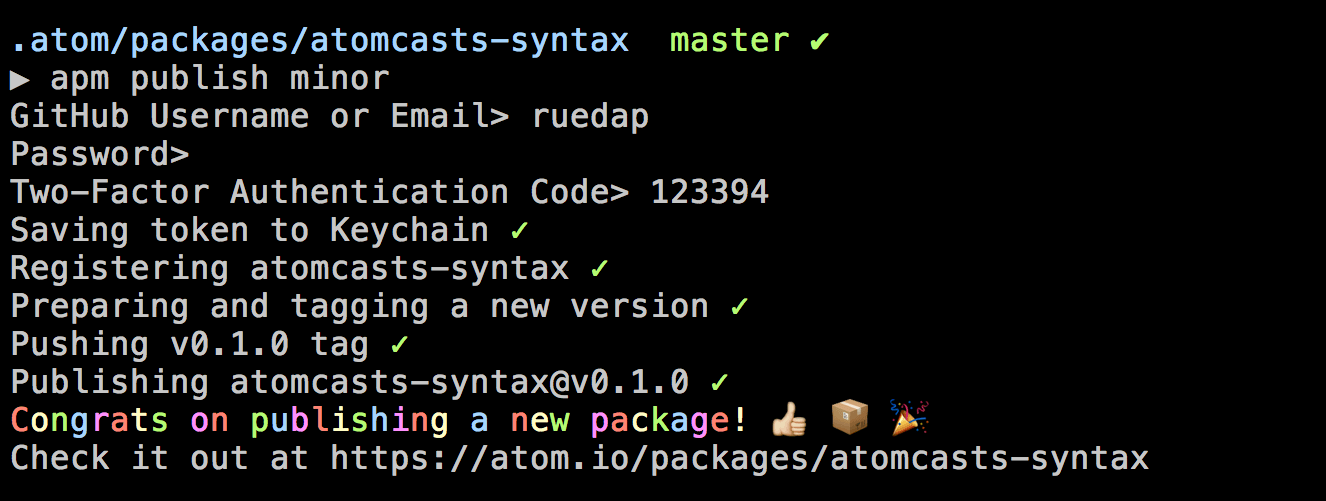 .atom/packages/atomcasts-syntax  master ✔
▶ apm publish minor
GitHub Username or Email> ruedap
Password>
Two-Factor Authentication Code> 123394
Saving token to Keychain ✓
Registering atomcasts-syntax ✓
Preparing and tagging a new version ✓
Pushing v0.1.0 tag ✓
Publishing atomcasts-syntax@v0.1.0 ✓
Congrats on publishing a new package! 👍🏼 📦 🎉
Check it out at https://atom.io/packages/atomcasts-syntax